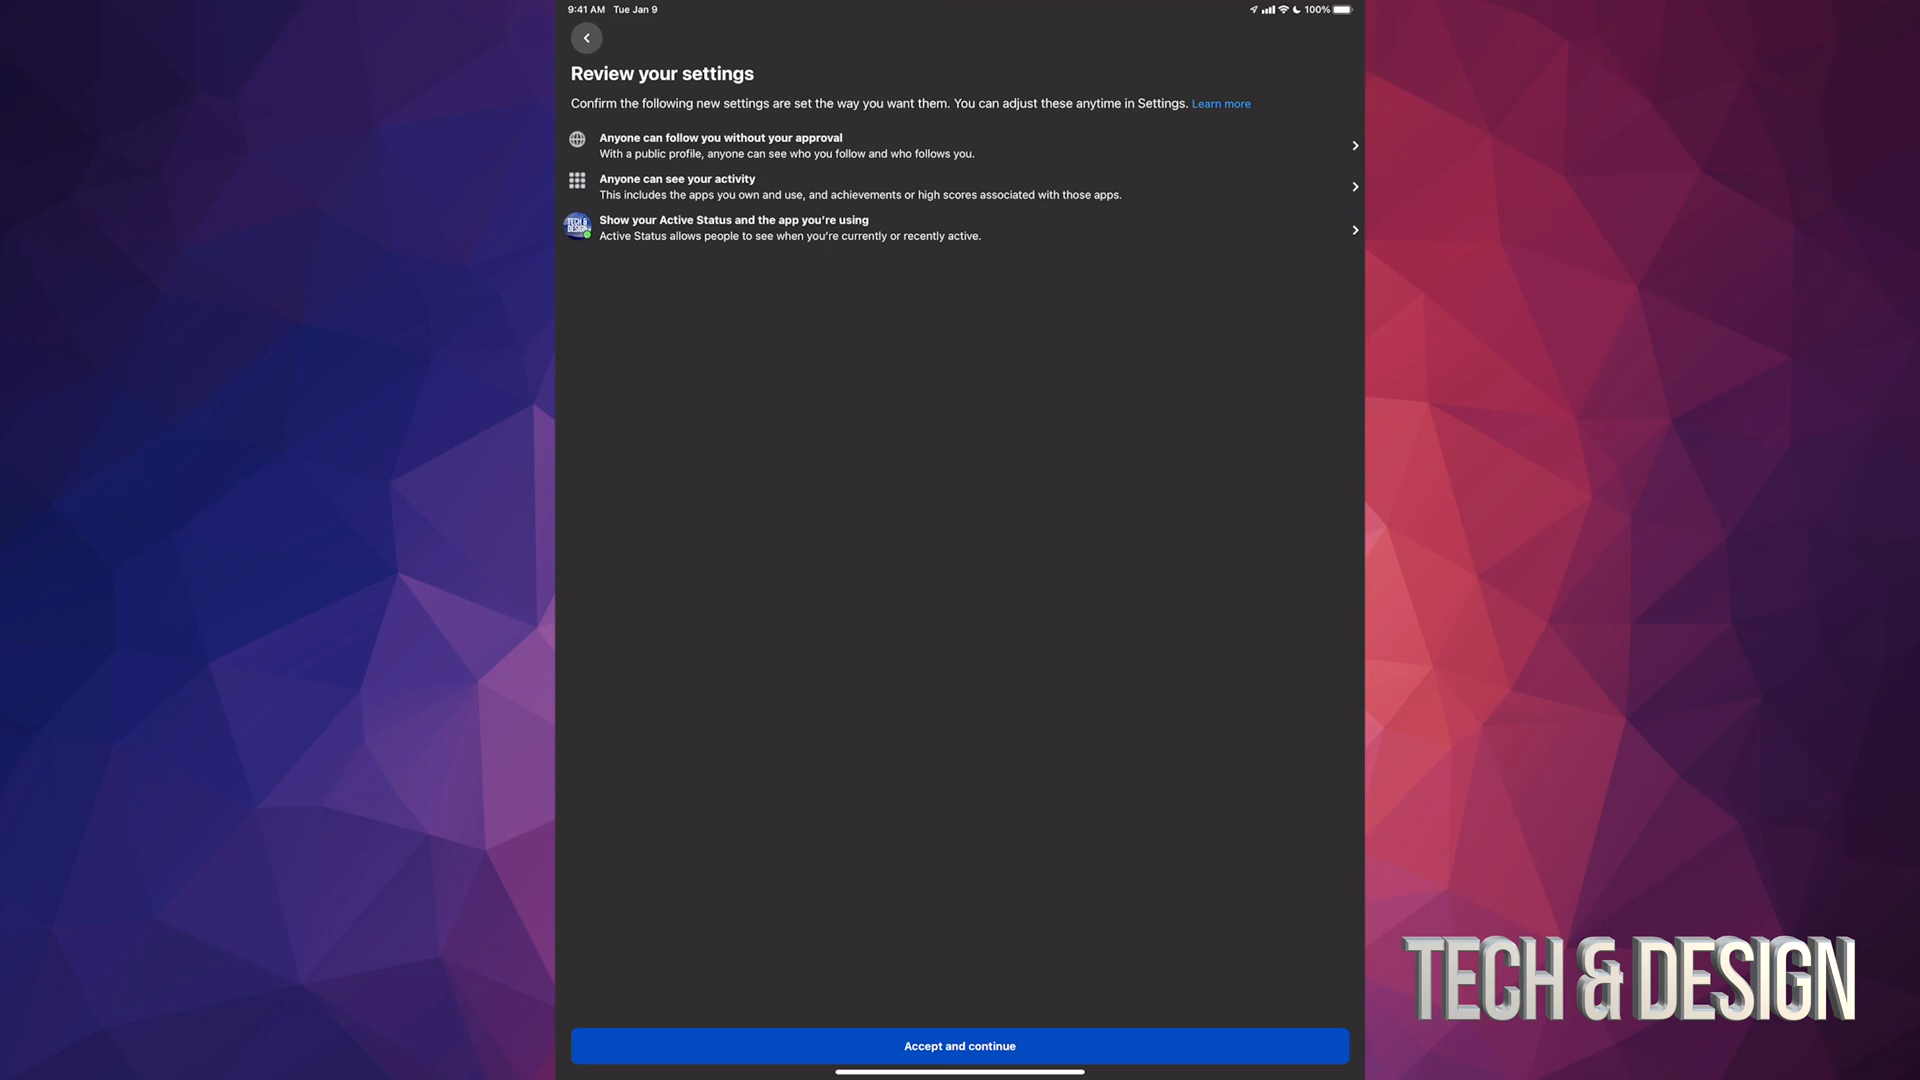 9:41 AM Tue Jan 9
100%
Review your settings
Confirm the following new settings are set the way you want them. You can adjust these anytime in Settings. Learn more
Anyone can follow you without your approval
With a public profile, anyone can see who you follow and who follows you.
Anyone can see your activity
This includes the apps you own and use, and achievements or high scores associated with those apps.
TECH &
DESIGN
Show your Active Status and the app you're using
Active Status allows people to see when you're currently or recently active.
TECH & DESIGN
Accept and continue